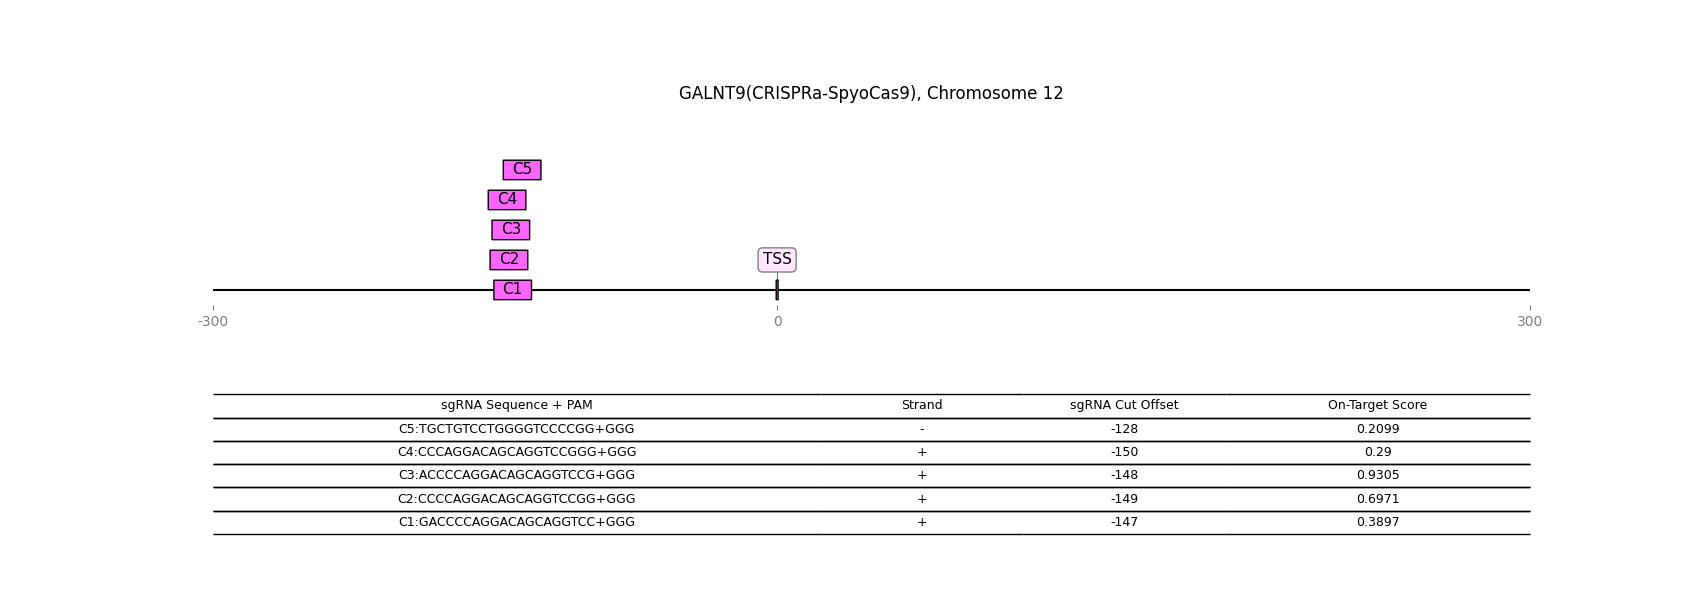 GALNT9(CRISPRa-SpyoCas9), Chromosome 12
C5
C4
C3
C2 TSS
C1
-300 0 300
sgRNA Sequence + PAM Strand sgRNA Cut Offset On-Target Score
C5:TGCTGTCCTGGGGTCCCCGG+GGG - -128 0.2099
C4:CCCAGGACAGCAGGTCCGGG+GGG + -150 0.29
C3:ACCCCAGGACAGCAGGTCCG+GGG + -148 0.9305
C2:CCCCAGGACAGCAGGTCCGG+GGG + -149 0.6971
C1:GACCCCAGGACAGCAGGTCC+GGG + -147 0.3897